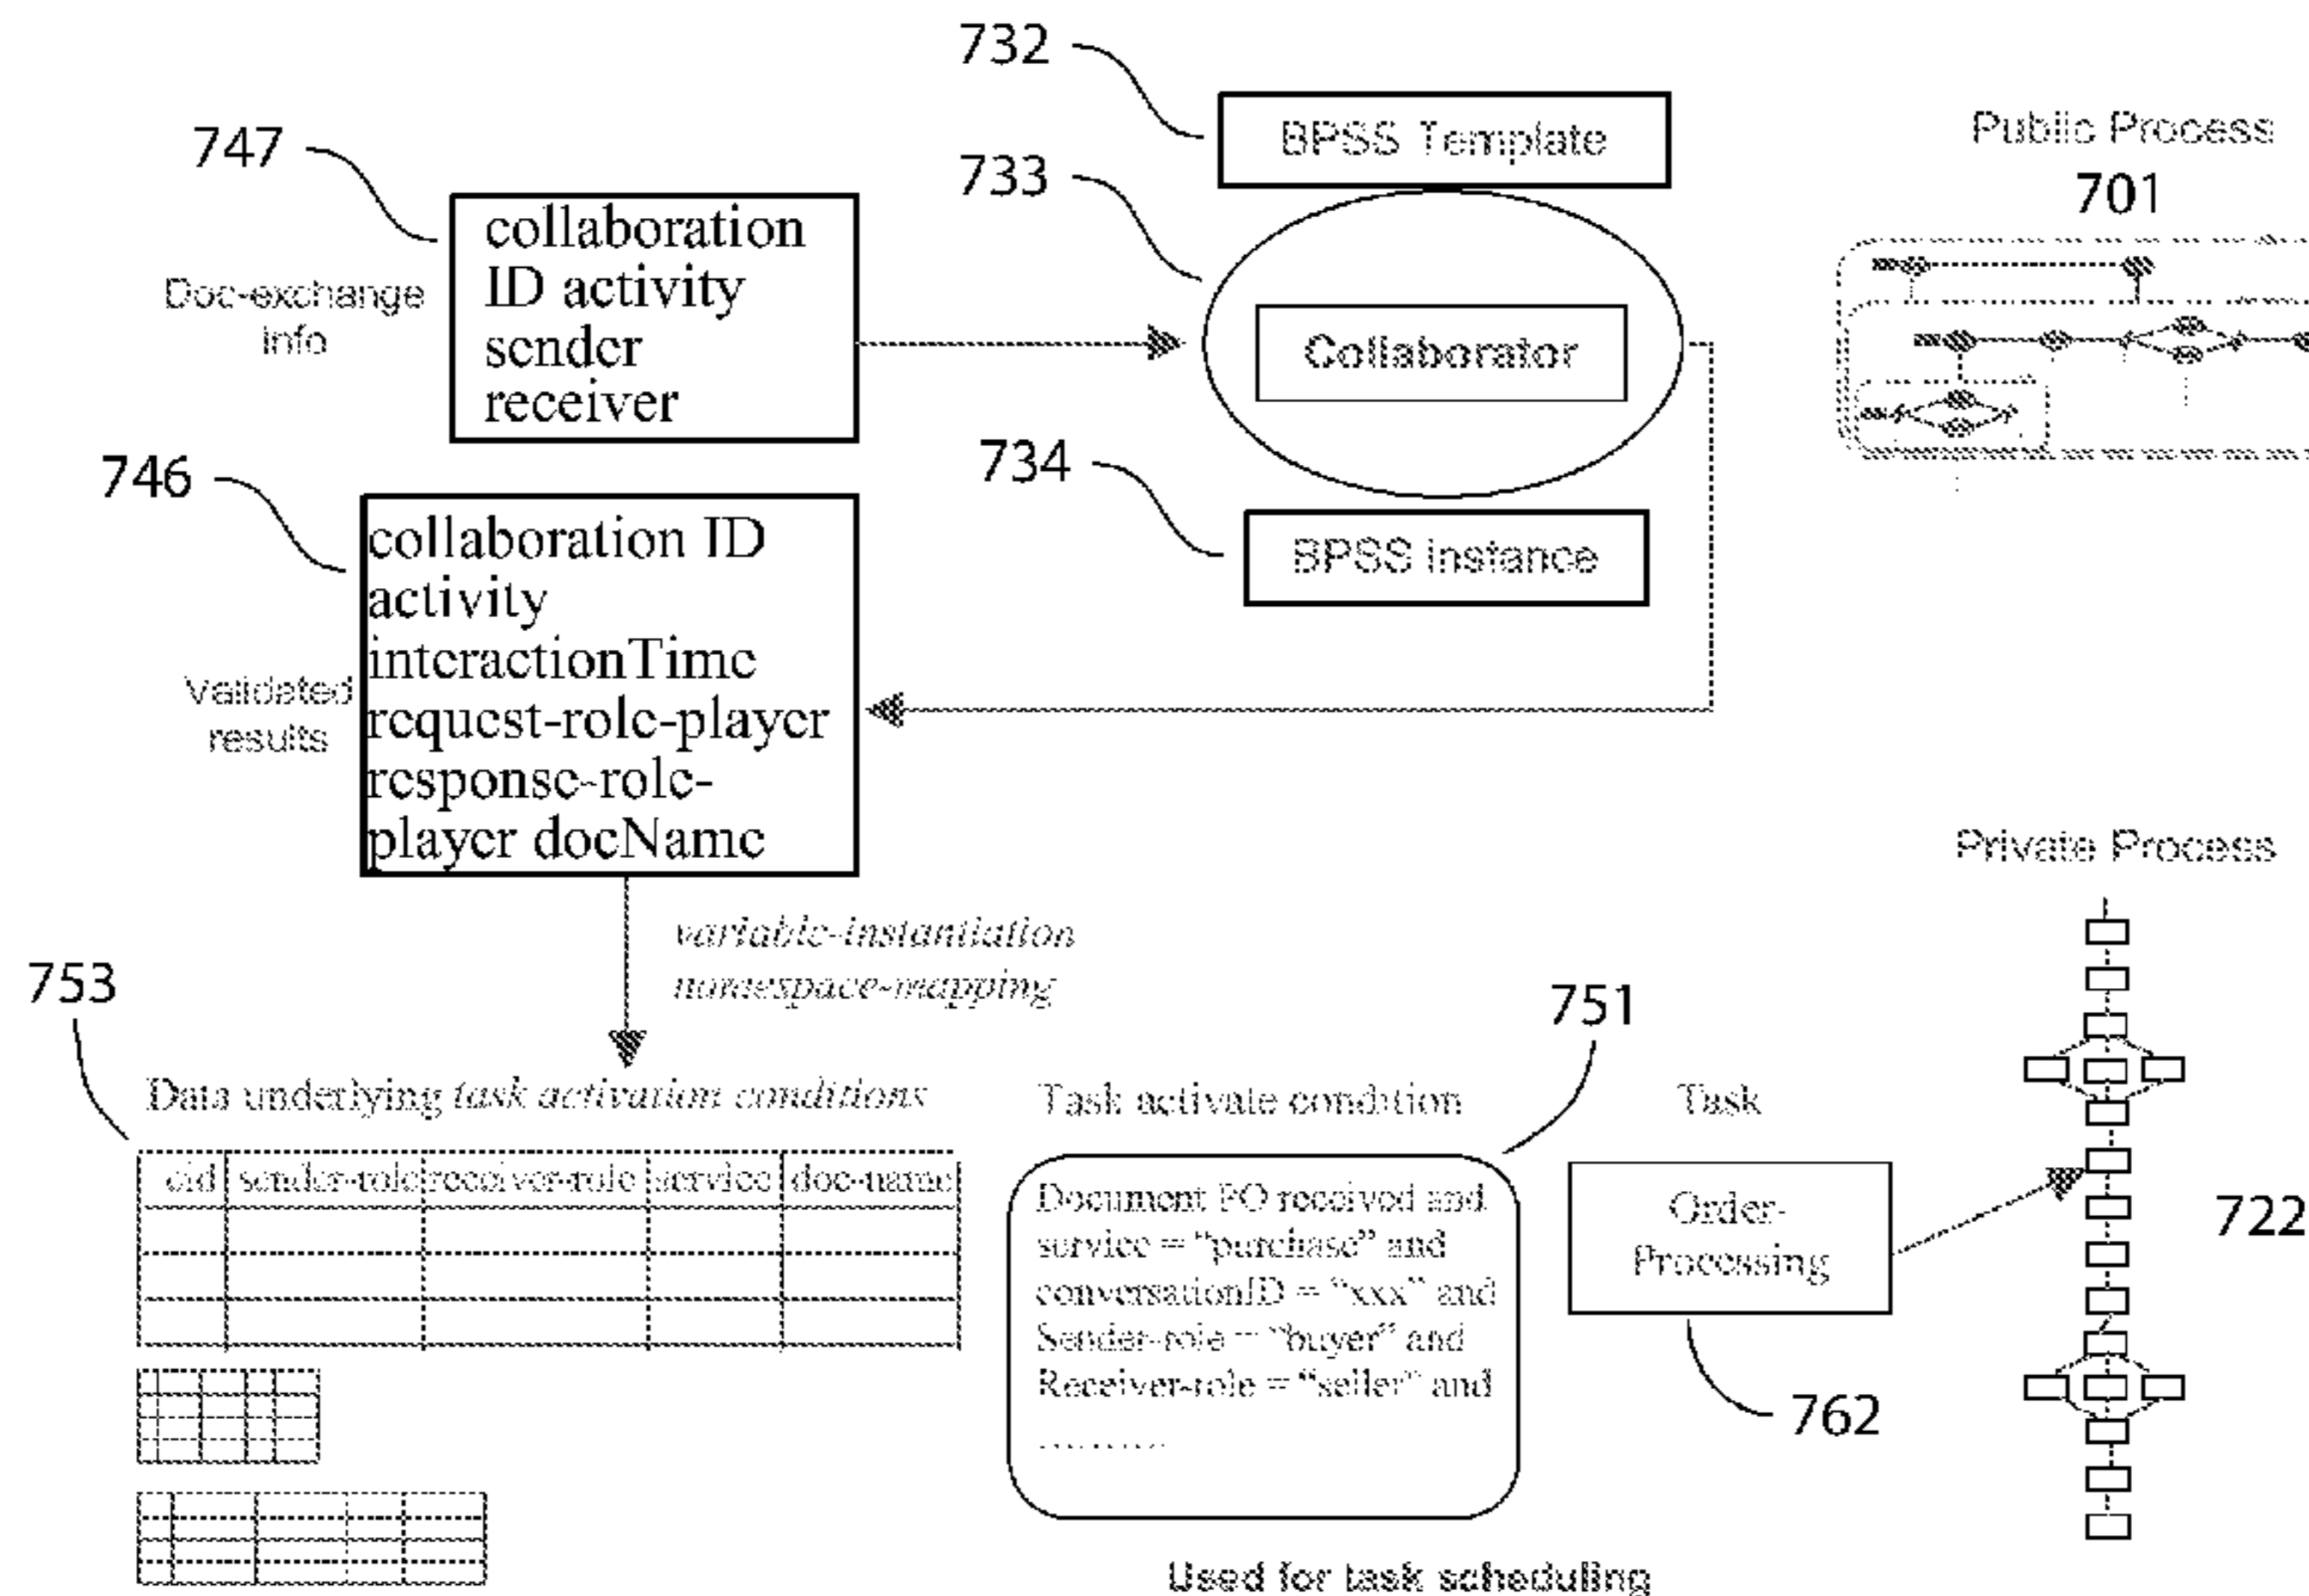 732
BPSS Template
747
733
Public Process
701
collaboration
ID activity
sender
receiver
Doc-exchange
info
Collaborator
746
734
collaboration ID
activity
interactionTime
request-role-player
response-role-
player docName
BPSS instance
Validated
results
Private Process
variable-instantiation
namespace-mapping
753
751
Data underlying task activation conditions
Task activate condition
Task
cid sender-role receiver-role service doc-name
Document PO received and
service = “purchase” and
conversationID = “xxx” and
Sender-role = “buyer” and
Receiver-role = “seller” and
..........
Order-
Processing
722
762
Used for task scheduling